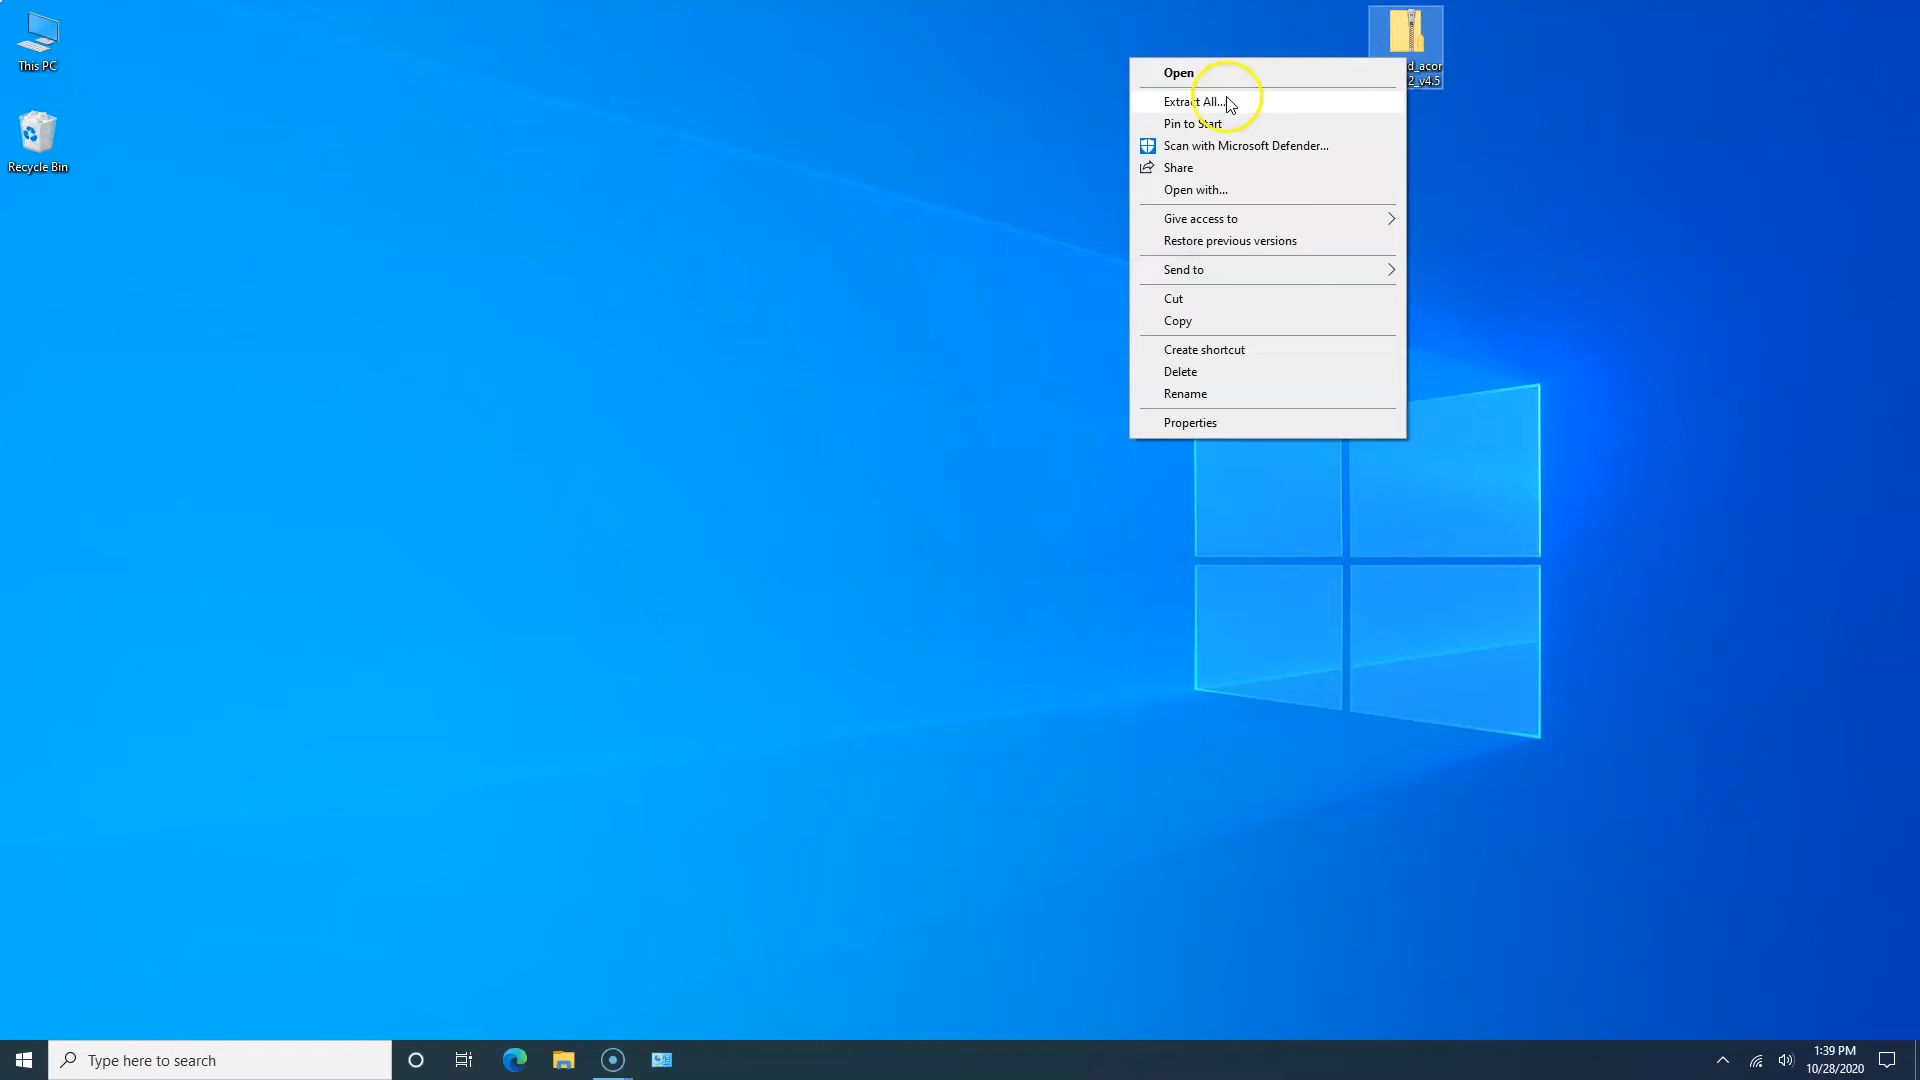 This PC
Recycle Bin
d_acor
2_v4.5
Open
Extract All...
Pin to Start
Scan with Microsoft Defender...
Share
Open with...
Give access to
Restore previous versions
Send to
Cut
Copy
Create shortcut
Delete
Rename
Properties
Type here to search
1:39 PM
10/28/2020